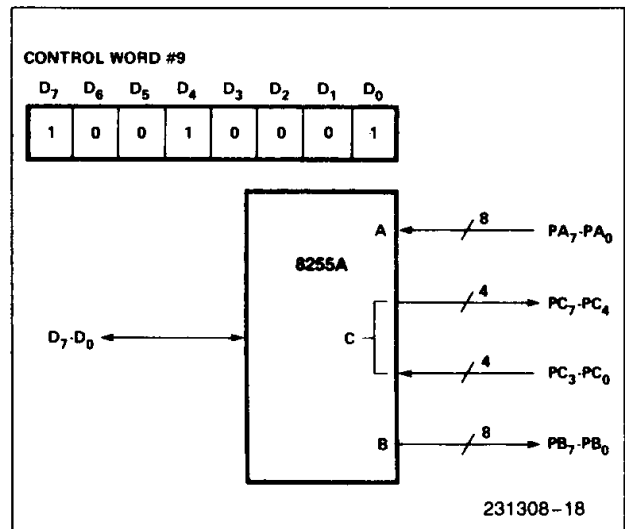 CONTROL WORD #9
D7 D6 D5 D4 D3 D2 D1 D0
1 0 0 1 0 0 0 1
8255A
A
8
PA7-PA0
4
PC7-PC4
D7-D0
C
4
PC3-PC0
B
8
PB7-PB0
231308-18